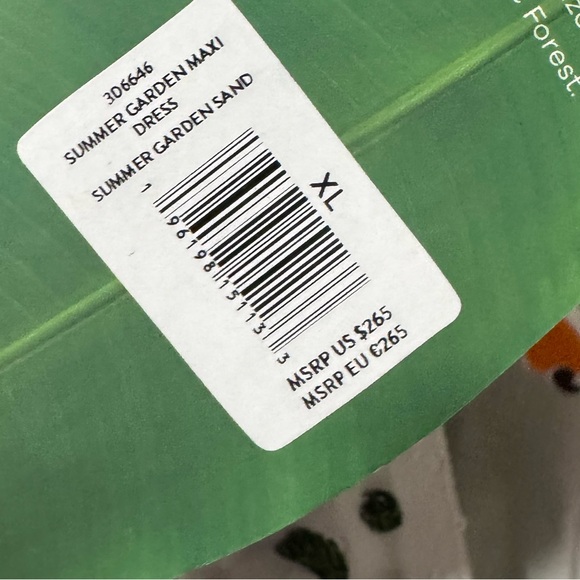 Forest.
306646
SUMMER GARDEN MAXI
DRESS
SUMMER GARDEN SAND
XL
1 96198 15113 3
MSRP US $265
MSRP EU €265